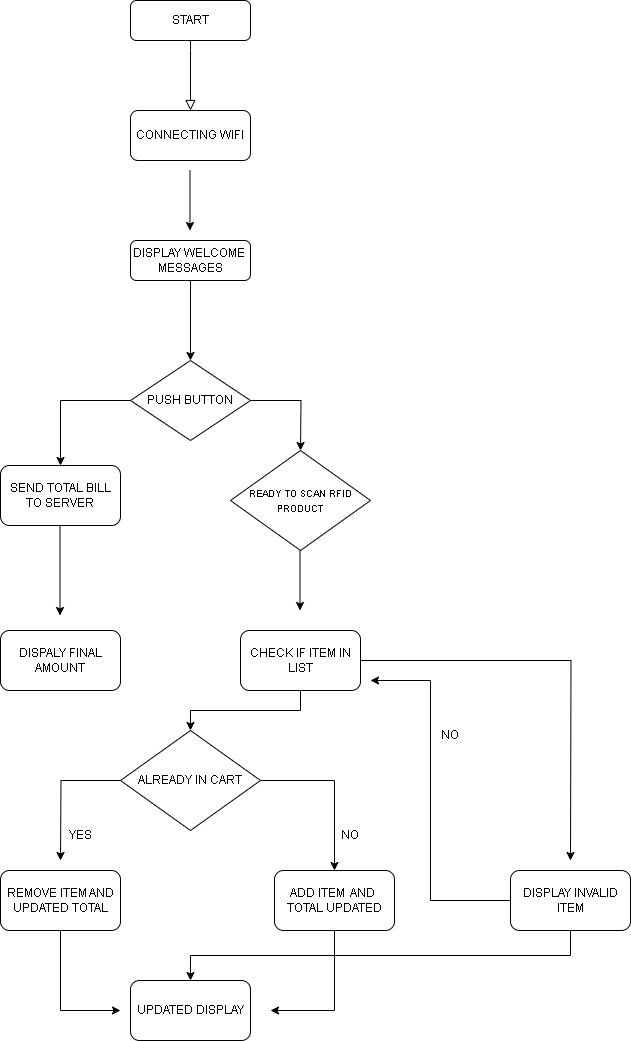 START
CONNECTING WIFI
DISPLAY WELCOME
MESSAGES
PUSH BUTTON
SEND TOTAL BILL
TO SERVER
READY TO SCAN RFID
PRODUCT
DISPALY FINAL
AMOUNT
CHECK IF ITEM IN
LIST
NO
ALREADY IN CART
YES
NO
REMOVE ITEM AND
UPDATED TOTAL
ADD ITEM AND
TOTAL UPDATED
DISPLAY INVALID
ITEM
UPDATED DISPLAY